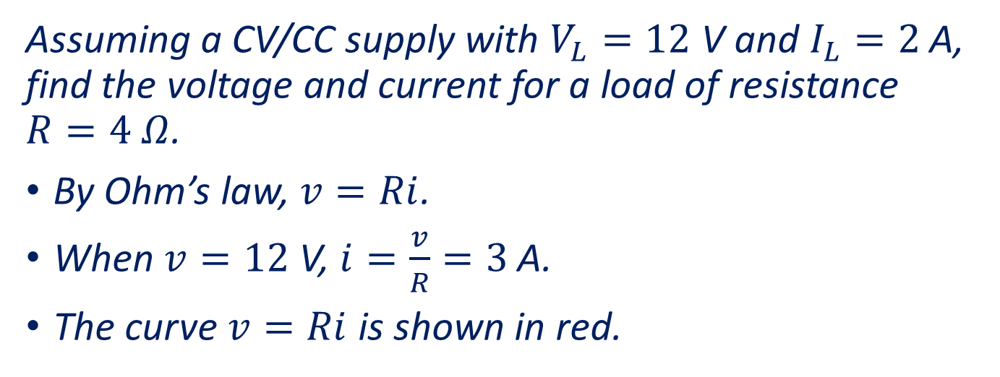 Assuming a CV/CC supply with $V_L = 12$ V and $I_L = 2$ A,
find the voltage and current for a load of resistance
$R = 4\ \Omega$.
• By Ohm’s law, $v = Ri$.
• When $v = 12$ V, $i = \frac{v}{R} = 3$ A.
• The curve $v = Ri$ is shown in red.